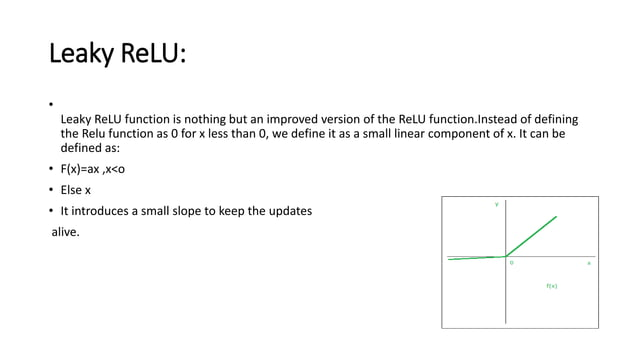 Leaky ReLU:
•
Leaky ReLU function is nothing but an improved version of the ReLU function.Instead of defining
the Relu function as 0 for x less than 0, we define it as a small linear component of x. It can be
defined as:
• F(x)=ax ,x<o
• Else x
• It introduces a small slope to keep the updates
alive.
Y
0
x
f(x)